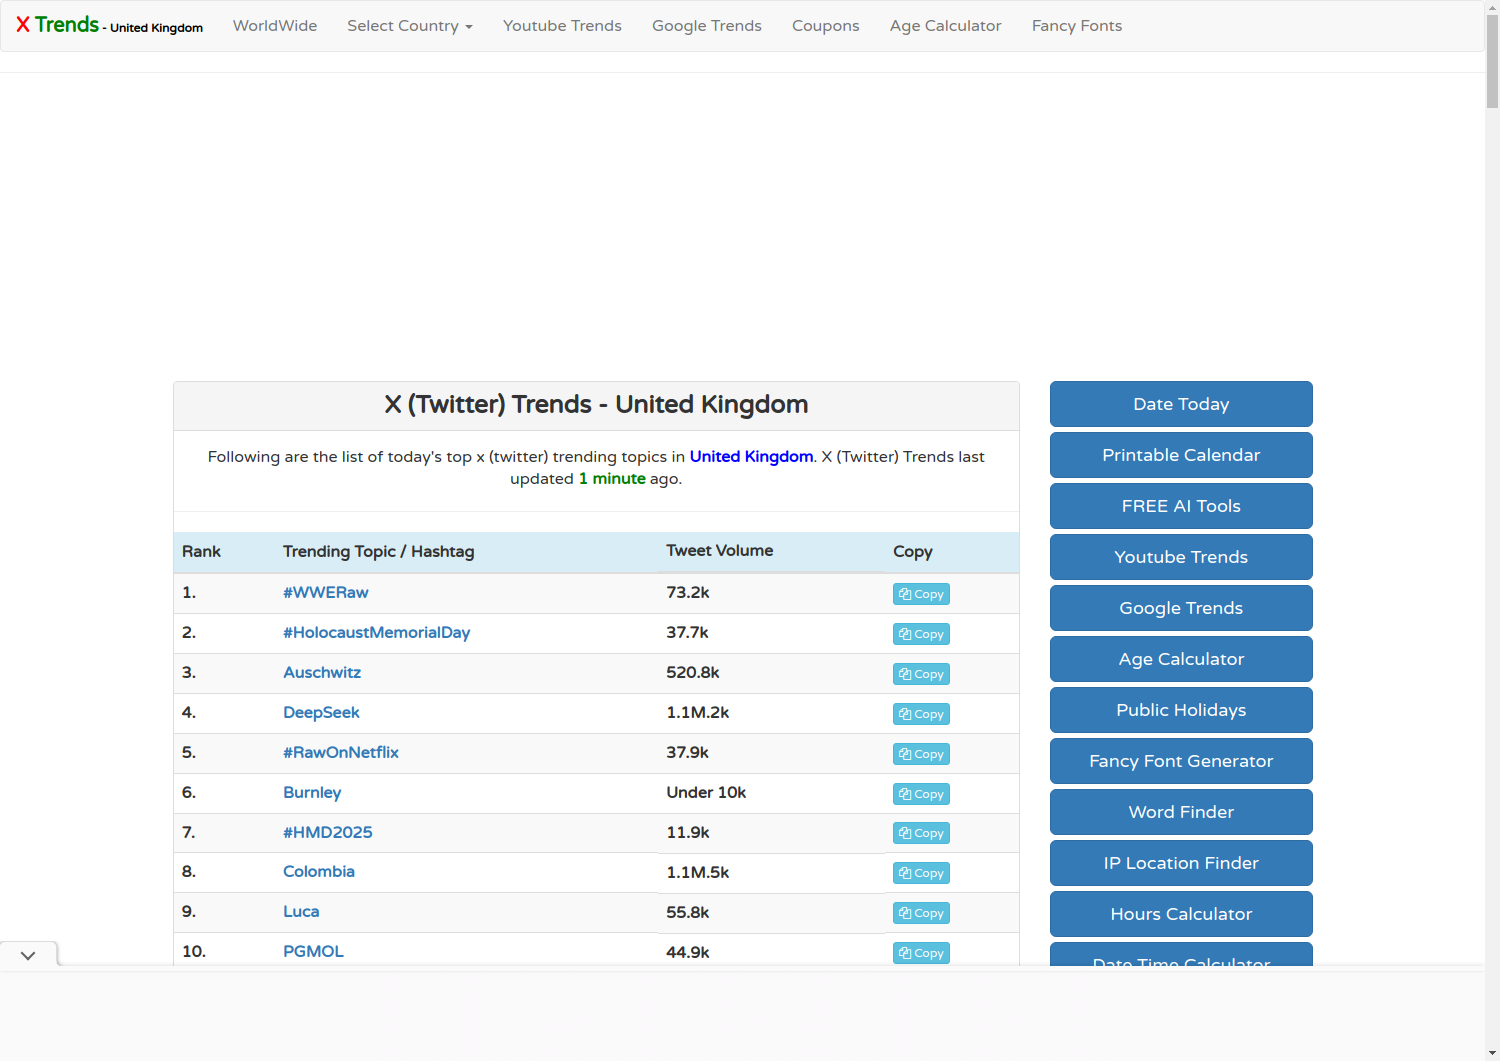 X Trends - United Kingdom
WorldWide
Select Country
Youtube Trends
Google Trends
Coupons
Age Calculator
Fancy Fonts
X (Twitter) Trends - United Kingdom
Following are the list of today's top x (twitter) trending topics in United Kingdom. X (Twitter) Trends last
updated 1 minute ago.
Rank Trending Topic / Hashtag Tweet Volume Copy
1. #WWERaw 73.2k Copy
2. #HolocaustMemorialDay 37.7k Copy
3. Auschwitz 520.8k Copy
4. DeepSeek 1.1M.2k Copy
5. #RawOnNetflix 37.9k Copy
6. Burnley Under 10k Copy
7. #HMD2025 11.9k Copy
8. Colombia 1.1M.5k Copy
9. Luca 55.8k Copy
10. PGMOL 44.9k Copy
Date Today
Printable Calendar
FREE AI Tools
Youtube Trends
Google Trends
Age Calculator
Public Holidays
Fancy Font Generator
Word Finder
IP Location Finder
Hours Calculator
Date Time Calculator